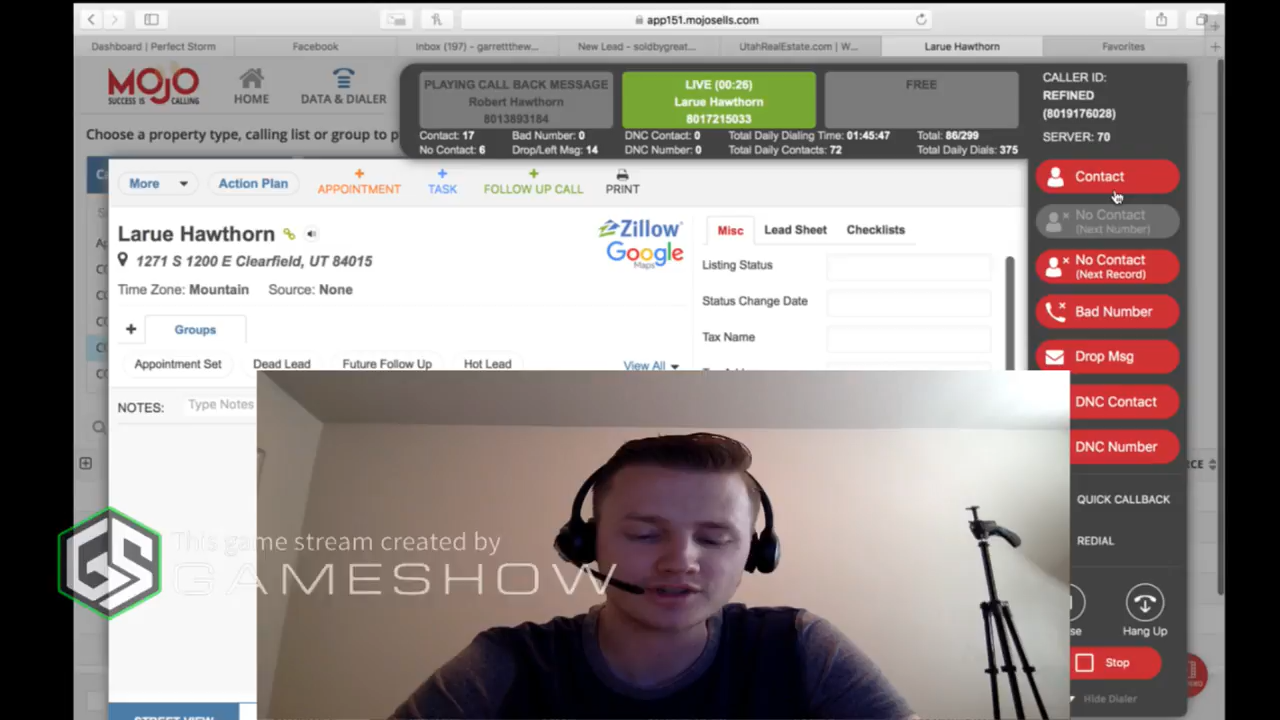 app151.mojosells.com
Dashboard | Perfect Storm
Facebook
Inbox (197) - garrettthew...
New Lead - soldbygreat...
UtahRealEstate.com | W...
Larue Hawthorn
Favorites
MOJO
SUCCESS IS CALLING
HOME
DATA & DIALER
PLAYING CALL BACK MESSAGE
Robert Hawthorn
8013893184
LIVE (00:26)
Larue Hawthorn
8017215033
FREE
Contact: 17
Bad Number: 0
DNC Contact: 0
Total Daily Dialing Time: 01:45:47
Total: 86/299
No Contact: 6
Drop/Left Msg: 14
DNC Number: 0
Total Daily Contacts: 72
Total Daily Dials: 375
CALLER ID:
REFINED
(8019176028)
SERVER: 70
Choose a property type, calling list or group to p
More
Action Plan
APPOINTMENT
TASK
FOLLOW UP CALL
PRINT
Larue Hawthorn
1271 S 1200 E Clearfield, UT 84015
Time Zone: Mountain
Source: None
Zillow
Google
Maps
Misc
Lead Sheet
Checklists
Listing Status
Status Change Date
Tax Name
Groups
Appointment Set
Dead Lead
Future Follow Up
Hot Lead
View All
NOTES:
Type Notes
Contact
No Contact
(Next Number)
No Contact
(Next Record)
Bad Number
Drop Msg
DNC Contact
DNC Number
QUICK CALLBACK
REDIAL
Hang Up
Stop
Hide Dialer
GS
This game stream created by
GAMESHOW